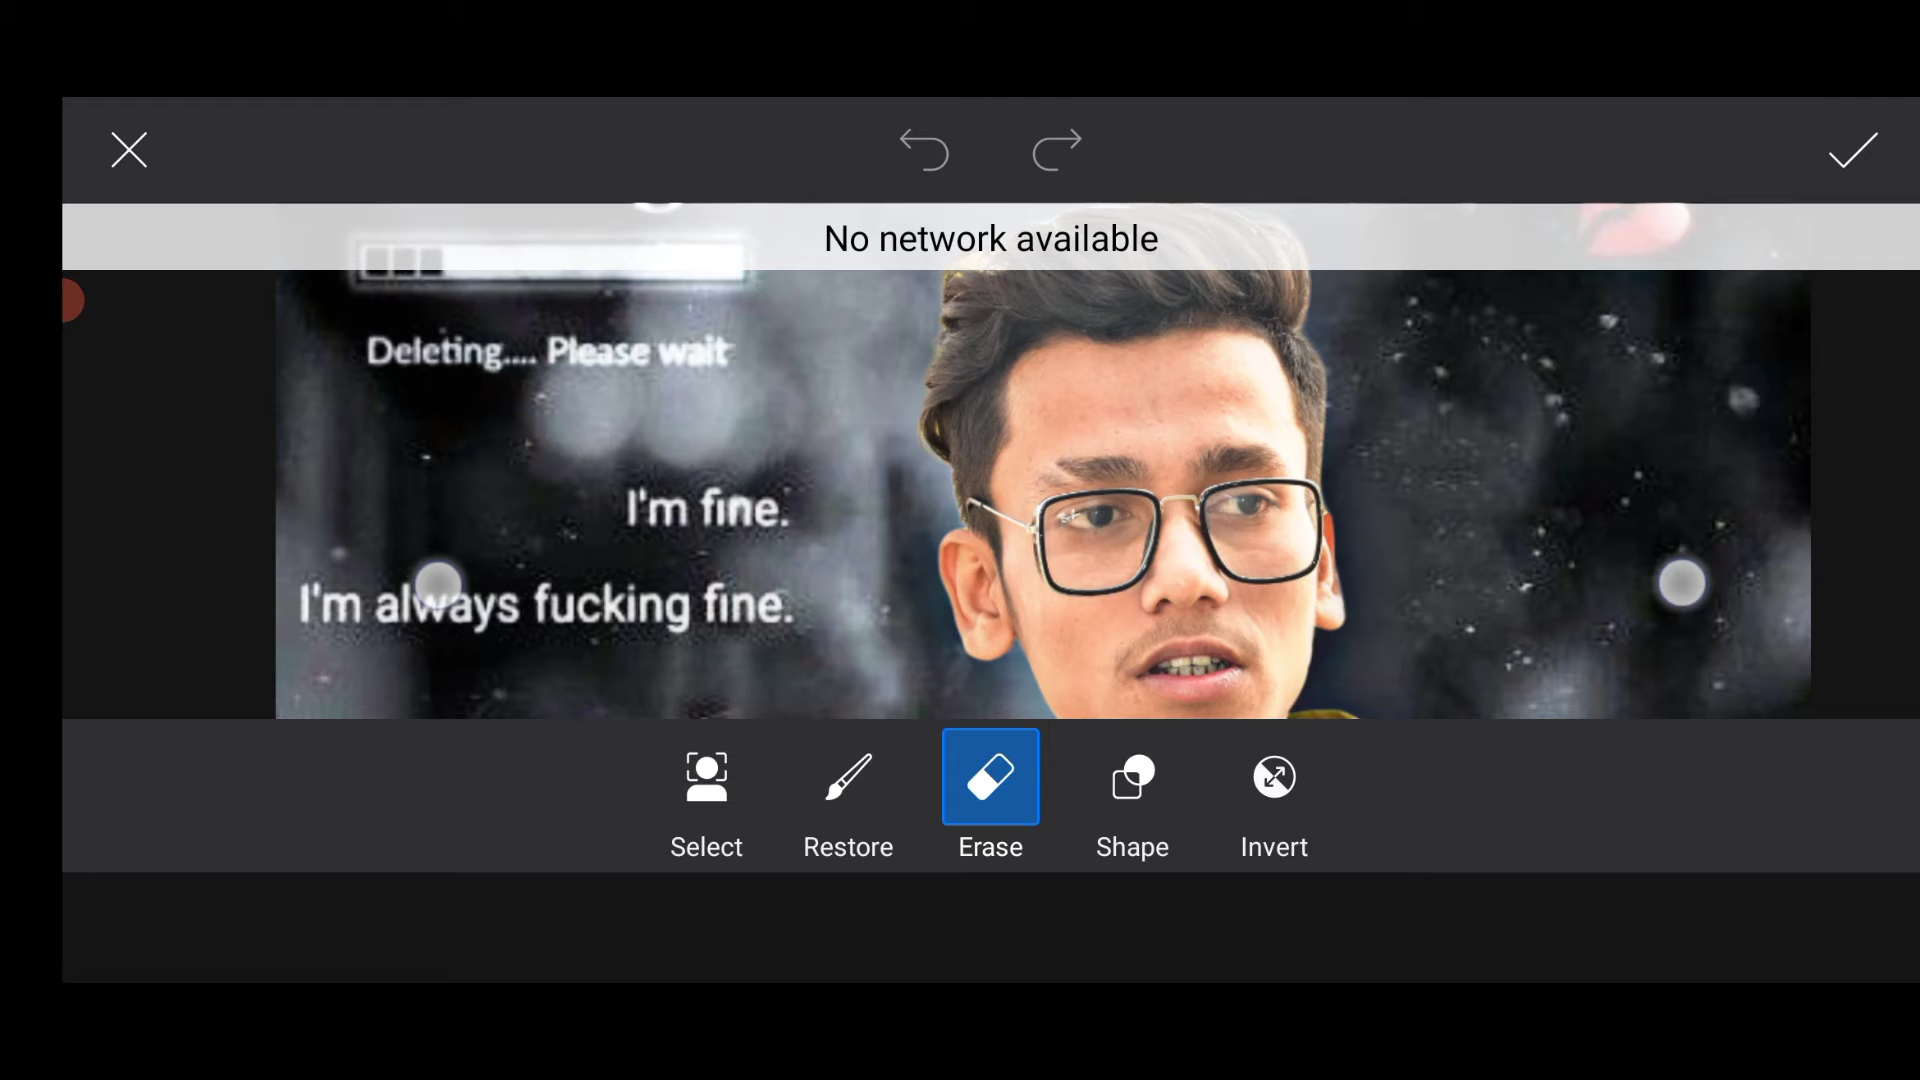 No network available
Deleting.... Please wait
I'm fine.
I'm always fucking fine.
Select Restore Erase Shape Invert